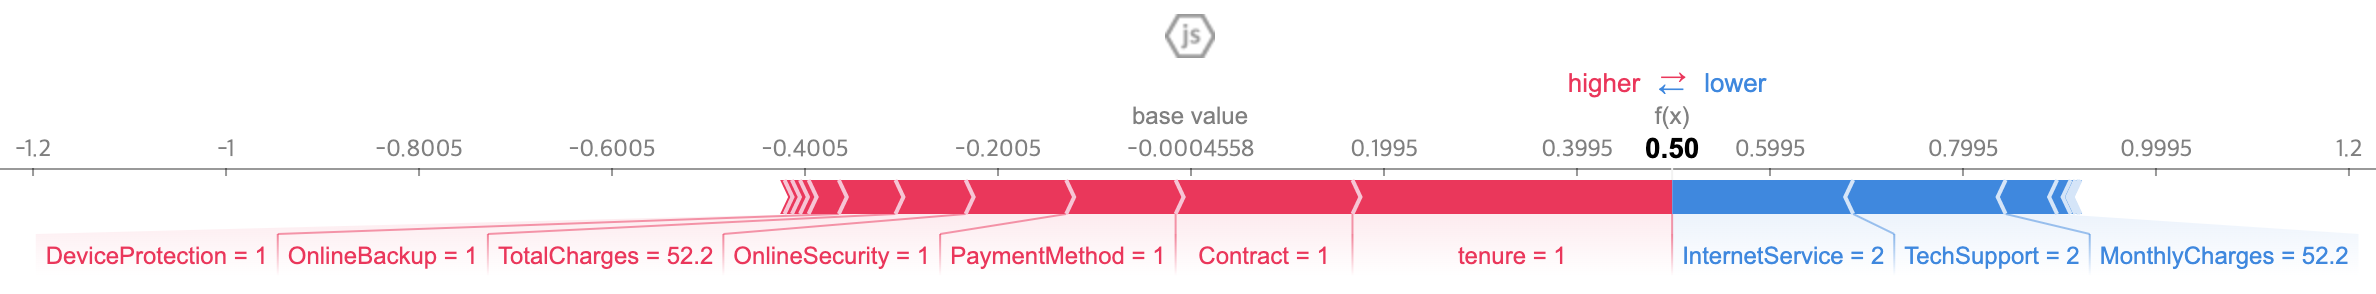 js
higher ⇄ lower
base value f(x)
-1.2 -1 -0.8005 -0.6005 -0.4005 -0.2005 -0.0004558 0.1995 0.3995 0.50 0.5995 0.7995 0.9995 1.2
DeviceProtection = 1 OnlineBackup = 1 TotalCharges = 52.2 OnlineSecurity = 1 PaymentMethod = 1 Contract = 1 tenure = 1 InternetService = 2 TechSupport = 2 MonthlyCharges = 52.2